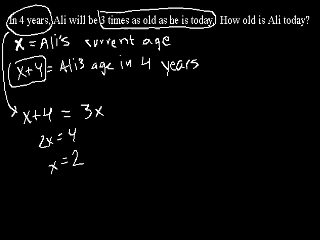 In 4 years, Ali will be 3 times as old as he is today. How old is Ali today?
x = Ali's current age
x+4 = Ali's age in 4 years
x+4 = 3x
2x = 4
x = 2